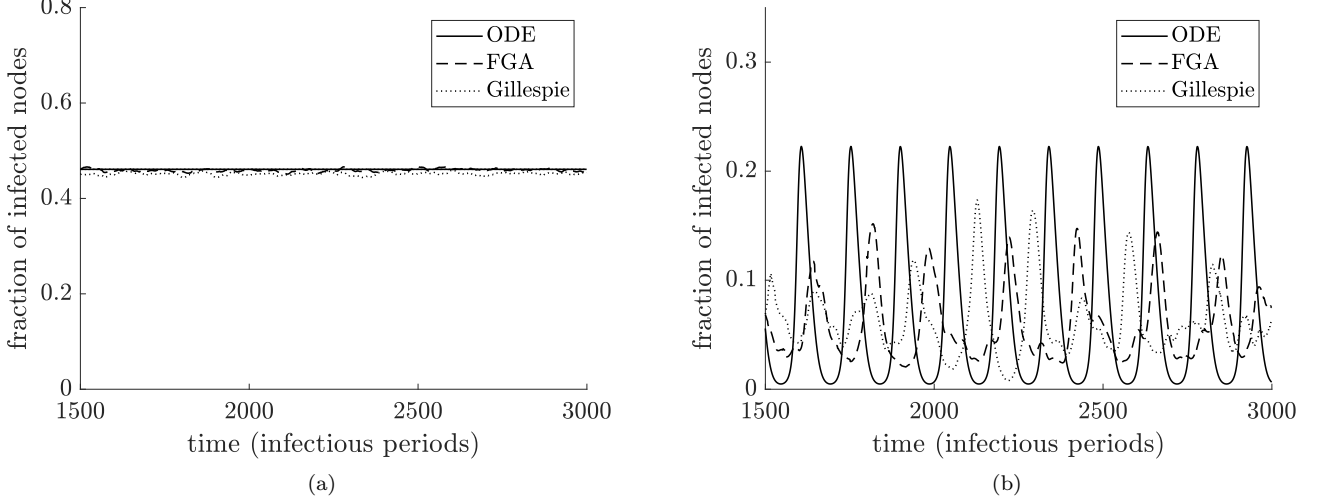 fraction of infected nodes
0.8
0.6
0.4
0.2
0
1500 2000 2500 3000
time (infectious periods)
ODE
FGA
Gillespie
(a)
fraction of infected nodes
0.3
0.2
0.1
0
1500 2000 2500 3000
time (infectious periods)
ODE
FGA
Gillespie
(b)